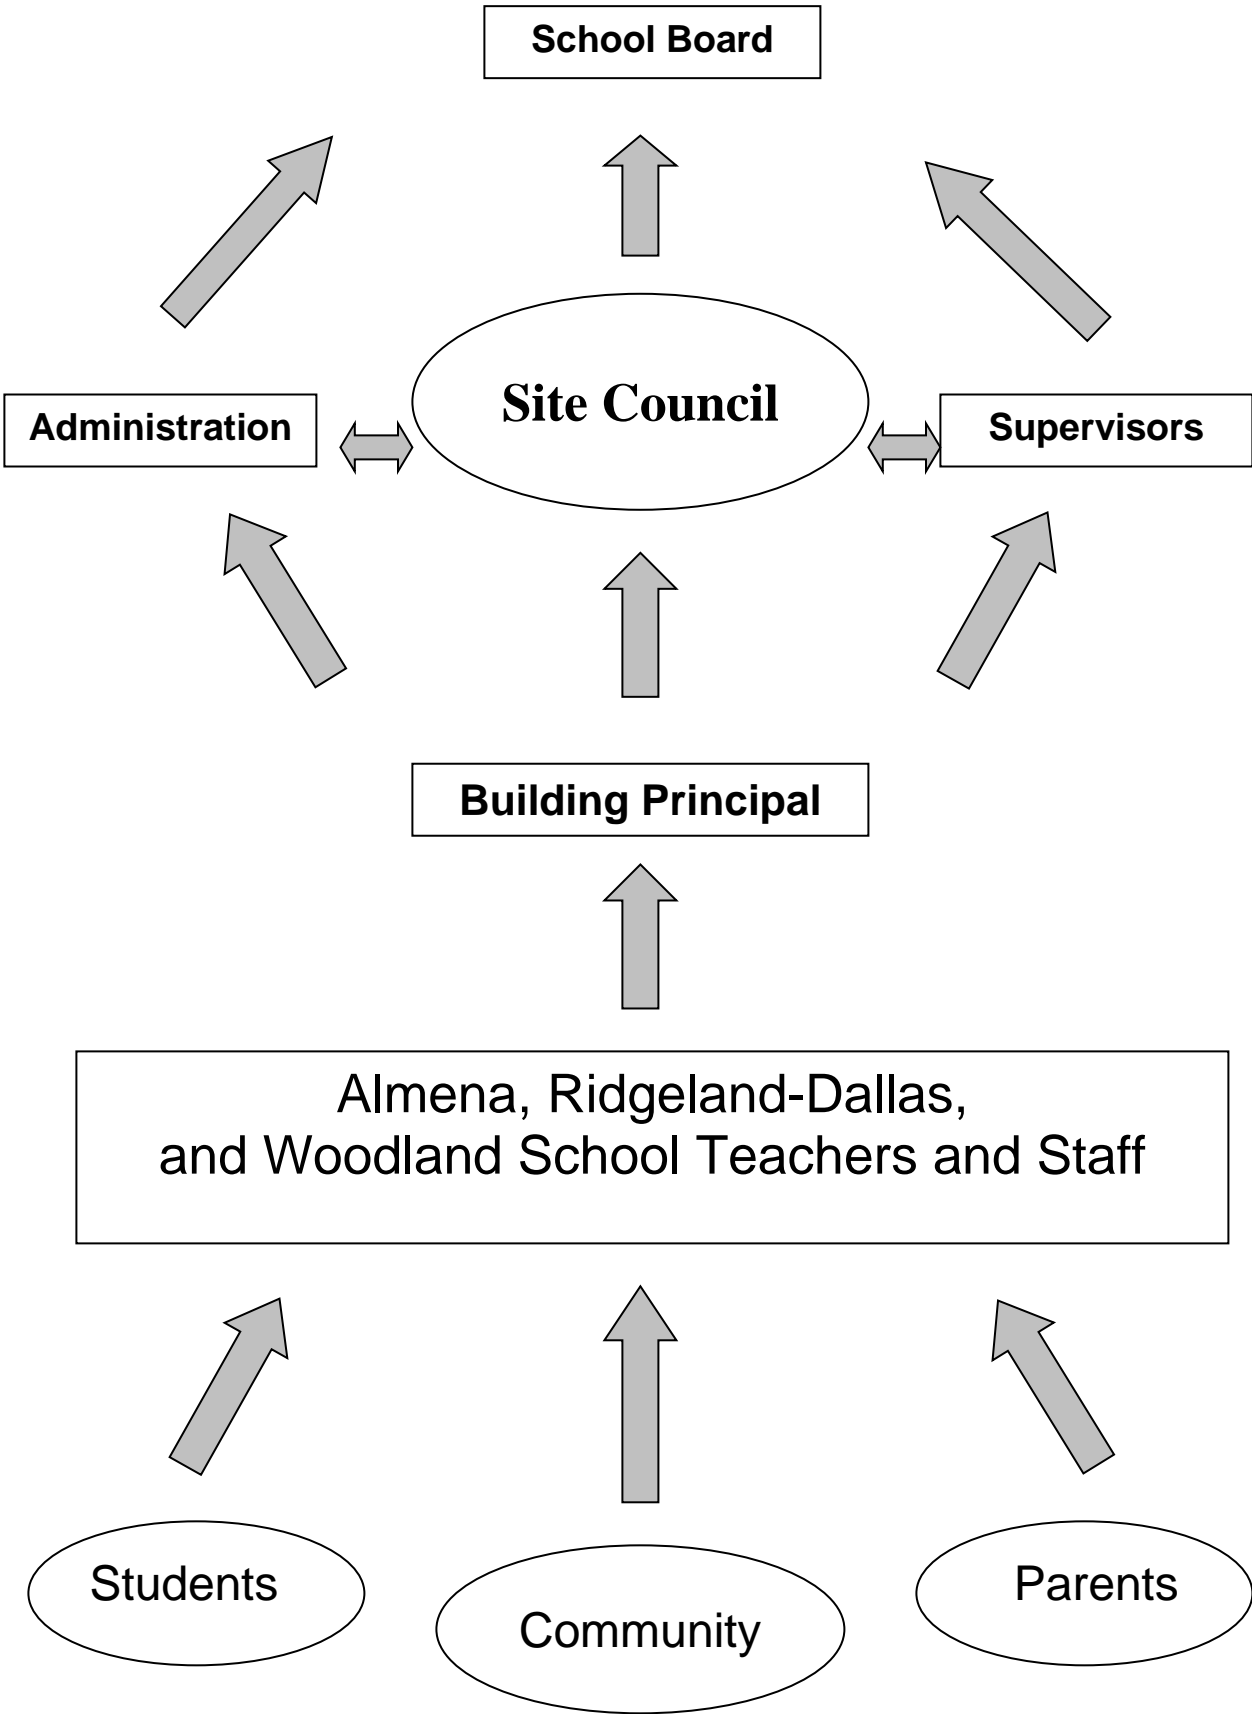 School Board
Administration
Site Council
Supervisors
Building Principal
Almena, Ridgeland-Dallas,
and Woodland School Teachers and Staff
Students
Community
Parents